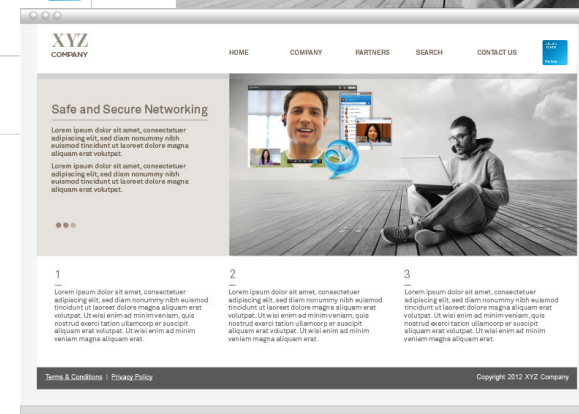 XYZ
COMPANY
HOME COMPANY PARTNERS SEARCH CONTACT US
CISCO
Partner
Safe and Secure Networking
Lorem ipsum dolor sit amet, consectetuer
adipiscing elit, sed diam nonummy nibh
euismod tincidunt ut laoreet dolore magna
aliquam erat volutpat.
Lorem ipsum dolor sit amet, consectetuer
adipiscing elit, sed diam nonummy nibh
euismod tincidunt ut laoreet dolore magna
aliquam erat volutpat.
1
Lorem ipsum dolor sit amet, consectetuer
adipiscing elit, sed diam nonummy nibh euismod
tincidunt ut laoreet dolore magna aliquam erat
volutpat. Ut wisi enim ad minim veniam, quis
nostrud exerci tation ullamcorp er suscipit
aliquam erat volutpat. Ut wisi enim ad minim
veniam magna aliquam erat.
2
Lorem ipsum dolor sit amet, consectetuer
adipiscing elit, sed diam nonummy nibh euismod
tincidunt ut laoreet dolore magna aliquam erat
volutpat. Ut wisi enim ad minim veniam, quis
nostrud exerci tation ullamcorp er suscipit
aliquam erat volutpat. Ut wisi enim ad minim
veniam, magna aliquam erat.
3
Lorem ipsum dolor sit amet, consectetuer
adipiscing elit, sed diam nonummy nibh euismod
tincidunt ut laoreet dolore magna aliquam erat
volutpat. Ut wisi enim ad minim veniam, quis
nostrud exerci tation ullamcorp er suscipit
aliquam erat volutpat. Ut wisi enim ad minim
veniam, magna aliquam erat.
Terms & Conditions | Privacy Policy
Copyright 2012 XYZ Company